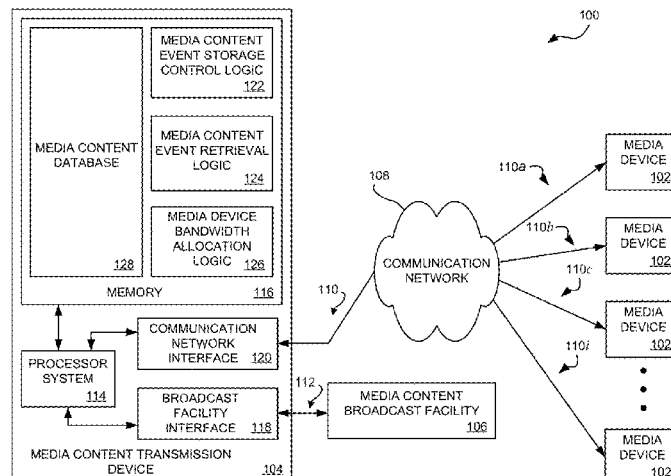 100
MEDIA CONTENT
EVENT STORAGE
CONTROL LOGIC
122
MEDIA CONTENT
DATABASE
128
MEDIA CONTENT
EVENT RETRIEVAL
LOGIC
124
MEDIA DEVICE
BANDWIDTH
ALLOCATION
LOGIC
126
MEMORY
116
PROCESSOR
SYSTEM
114
COMMUNICATION
NETWORK
INTERFACE
120
BROADCAST
FACILITY
INTERFACE
118
MEDIA CONTENT TRANSMISSION
DEVICE
104
110
112
MEDIA CONTENT
BROADCAST FACILITY
106
108
COMMUNICATION
NETWORK
110a
110b
110c
110i
MEDIA
DEVICE
102
MEDIA
DEVICE
102
MEDIA
DEVICE
102
MEDIA
DEVICE
102